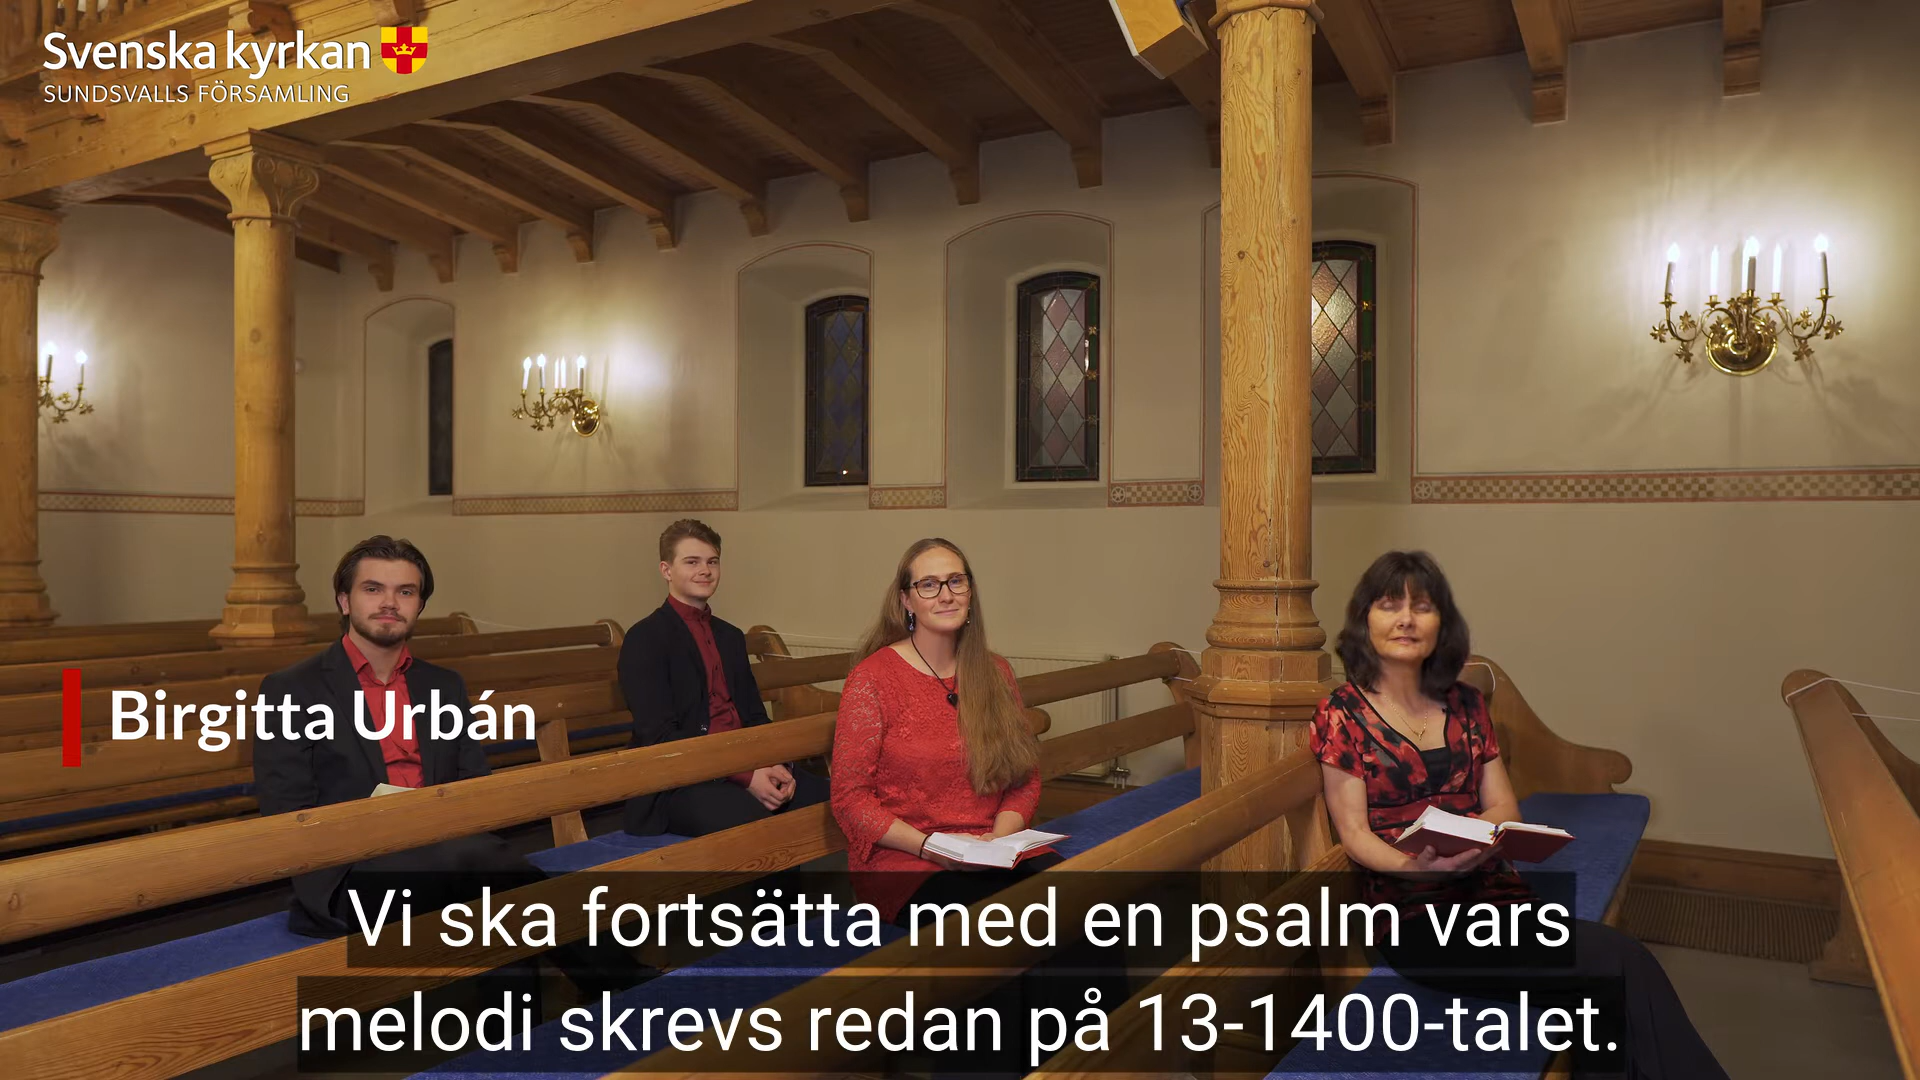 Svenska kyrkan
SUNDSVALLS FÖRSAMLING
Birgitta Urbán
Vi ska fortsätta med en psalm vars
melodi skrevs redan på 13-1400-talet.